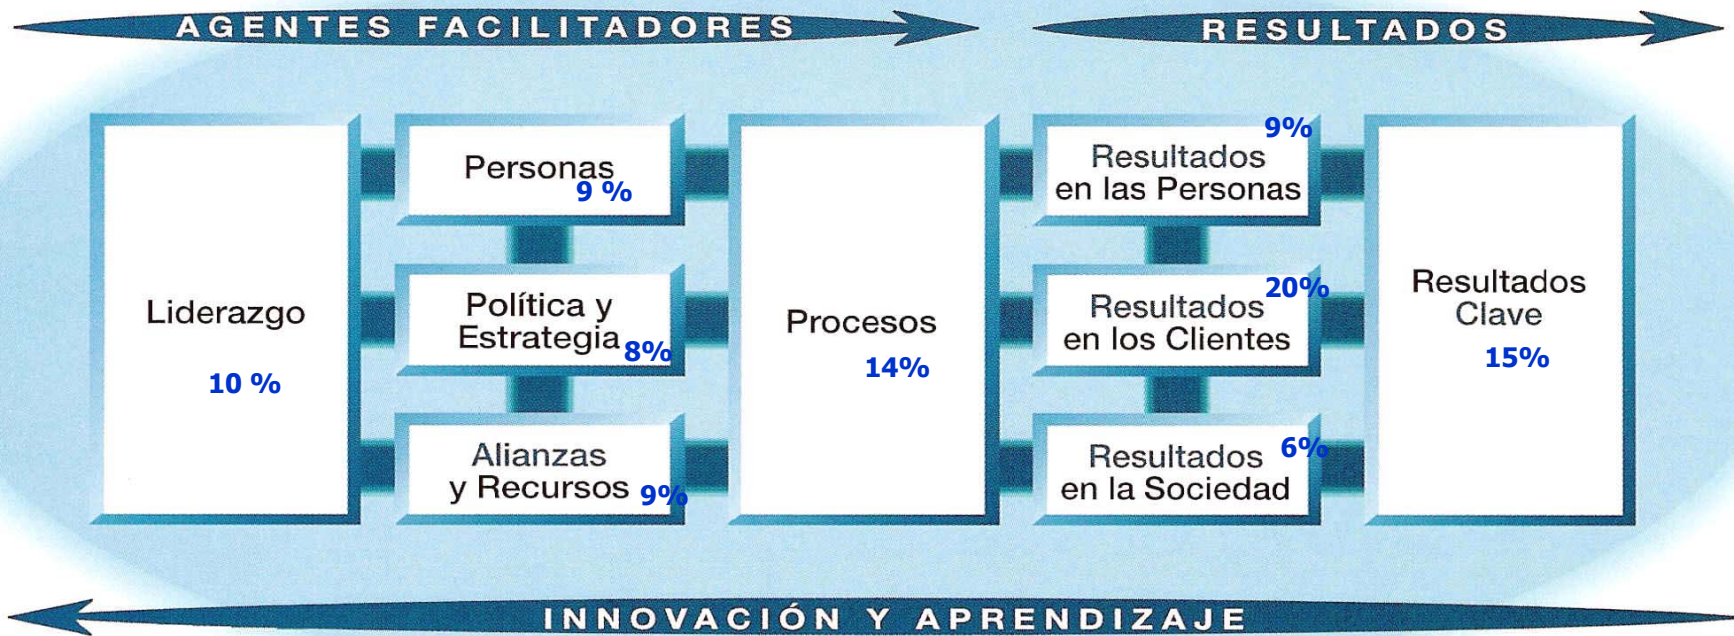 AGENTES FACILITADORES
RESULTADOS
Liderazgo
10 %
Personas
9 %
Política y
Estrategia
8%
Alianzas
y Recursos
9%
Procesos
14%
9%
Resultados
en las Personas
20%
Resultados
en los Clientes
6%
Resultados
en la Sociedad
Resultados
Clave
15%
INNOVACIÓN Y APRENDIZAJE